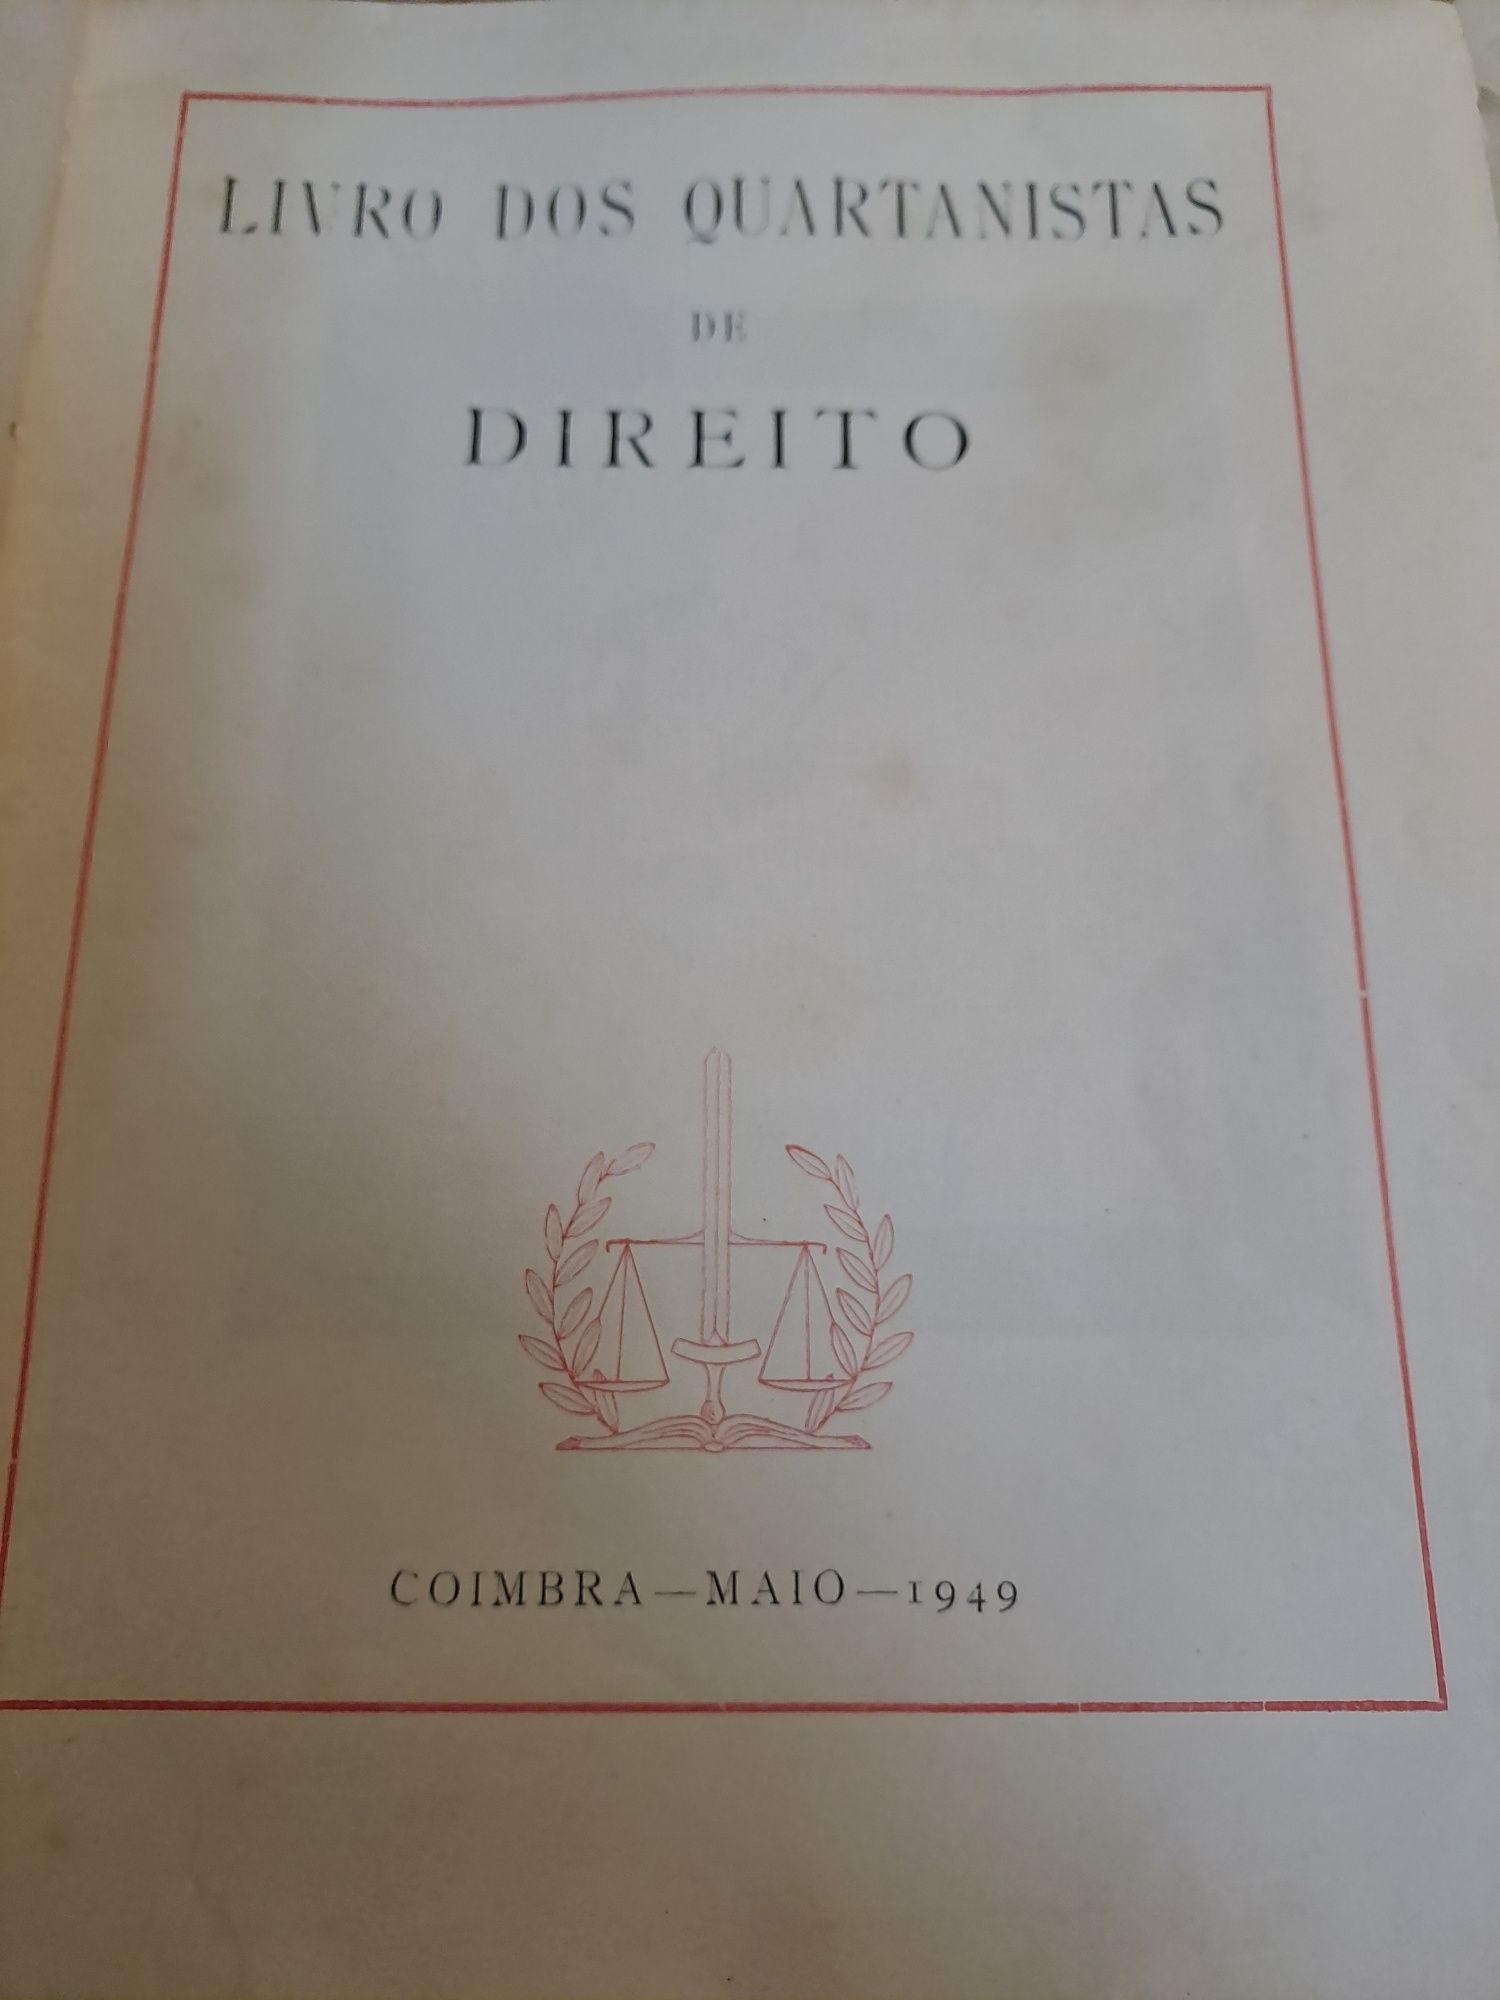 LIVRO DOS QUARTANISTAS
DE
DIREITO
COIMBRA — MAIO — 1949